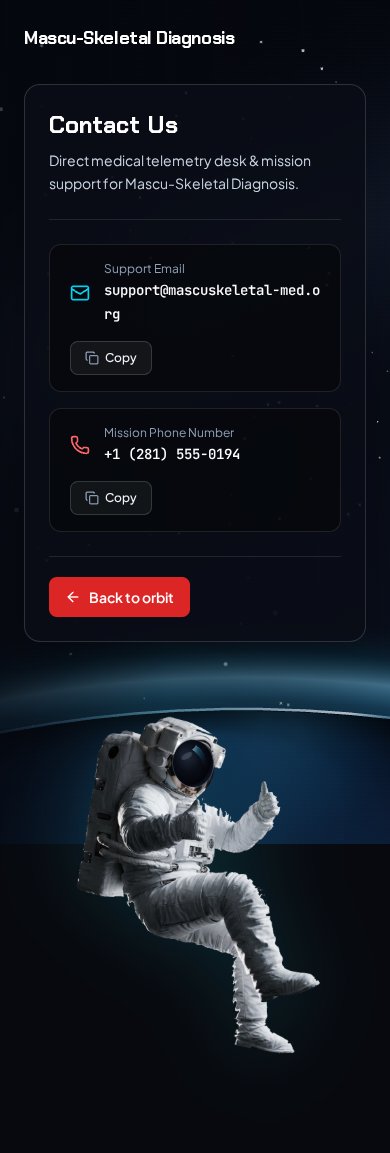 Mascu-Skeletal Diagnosis
Contact Us
Direct medical telemetry desk & mission
support for Mascu-Skeletal Diagnosis.
Support Email
support@mascuskeletal-med.o
rg
Copy
Mission Phone Number
+1 (281) 555-0194
Copy
Back to orbit